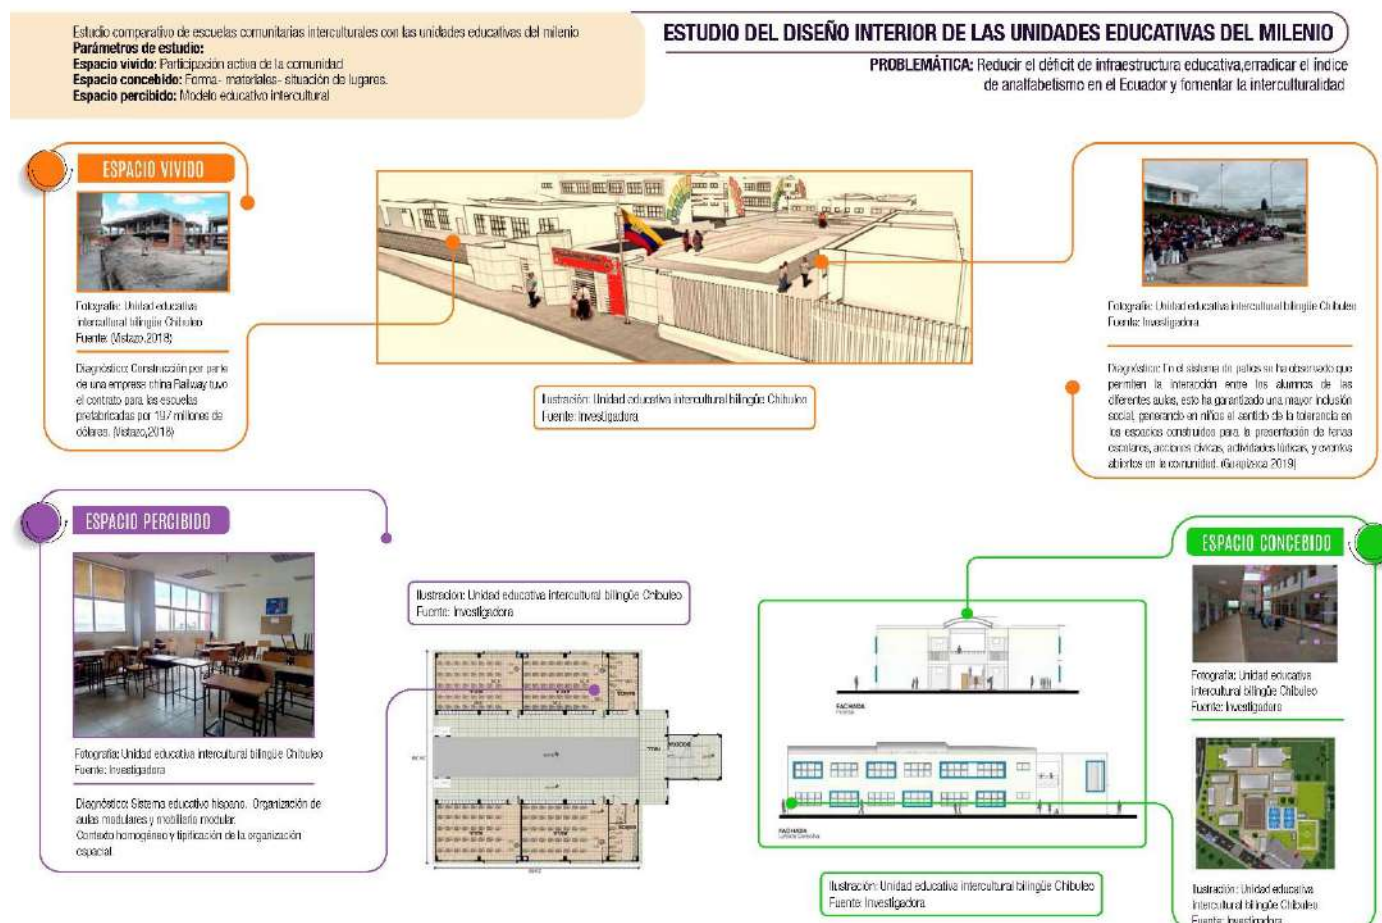 Estudio comparativo de escuelas comunitarias interculturales con las unidades educativas del milenio
Parámetros de estudio:
Espacio vivido: Participación activa de la comunidad
Espacio concebido: Forma- materiales- situación de lugares.
Espacio percibido: Modelo educativo intercultural
ESTUDIO DEL DISEÑO INTERIOR DE LAS UNIDADES EDUCATIVAS DEL MILENIO
PROBLEMÁTICA: Reducir el déficit de infraestructura educativa,erradicar el índice
de analfabetismo en el Ecuador y fomentar la interculturalidad
ESPACIO VIVIDO
Fotografía: Unidad educativa
intercultural bilingüe Chibuleo
Fuente: (Vistazo,2018)
Diagnóstico: Construcción por parte
de una empresa china Railway tuvo
el contrato para las escuelas
prefabricadas por 197 millones de
dólares. (Vistazo,2018)
Ilustración: Unidad educativa intercultural bilingüe Chibuleo
Fuente: Investigadora
Fotografía: Unidad educativa intercultural bilingüe Chibuleo
Fuente: Investigadora
Diagnóstico: En el sistema de patios se ha observado que
permiten la interacción entre los alumnos de las
diferentes aulas, esto ha garantizado una mayor inclusión
social, generando en niños el sentido de la tolerancia en
los espacios construidos para la presentación de ferias
escolares, acciones cívicas, actividades lúdicas, y eventos
abiertos en la comunidad. 2019)
ESPACIO PERCIBIDO
Fotografía: Unidad educativa intercultural bilingüe Chibuleo
Fuente: Investigadora
Diagnóstico: Sistema educativo hispano. Organización de
aulas modulares y mobiliario modular.
Contexto homogéneo y tipificación de la organización
espacial
Ilustracion: Unidad educativa intercultural bilingüe Chibuleo
Fuente: Investigadora
ESPACIO CONCEBIDO
Fotografía: Unidad educativa
intercultural bilingüe Chibuleo
Fuente: Investigadora
FACHADA
FACHADA
Ilustración: Unidad educativa intercultural bilingüe Chibuleo
Fuente: Investigadora
Ilustración: Unidad educativa
intercultural bilingüe Chibuleo
Fuente: Investigadora